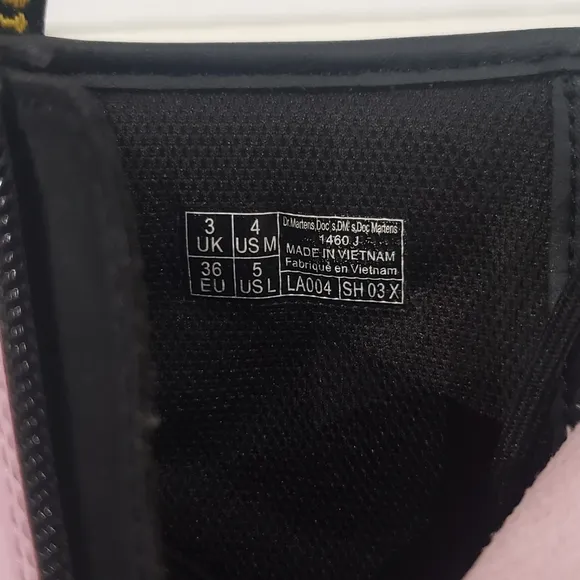 3 UK
4 US M
36 EU
5 US L
Dr.Martens,Doc's,DM's,Doc Martens
1460 J
MADE IN VIETNAM
Fabriqué en Vietnam
LA004 SH 03 X